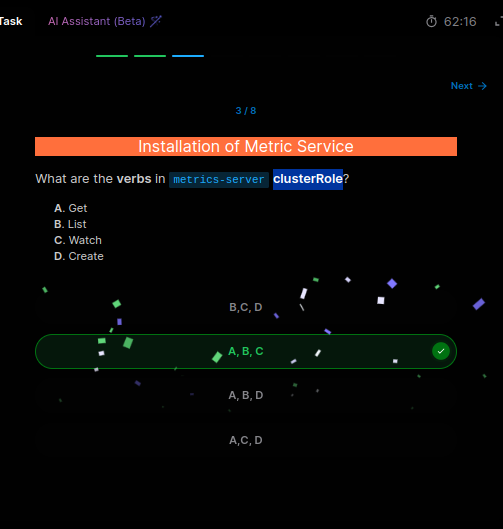 Task AI Assistant (Beta) 62:16
Next →
3 / 8
Installation of Metric Service
What are the verbs in metrics-server clusterRole?
A. Get
B. List
C. Watch
D. Create
B,C, D
A, B, C
A, B, D
A,C, D